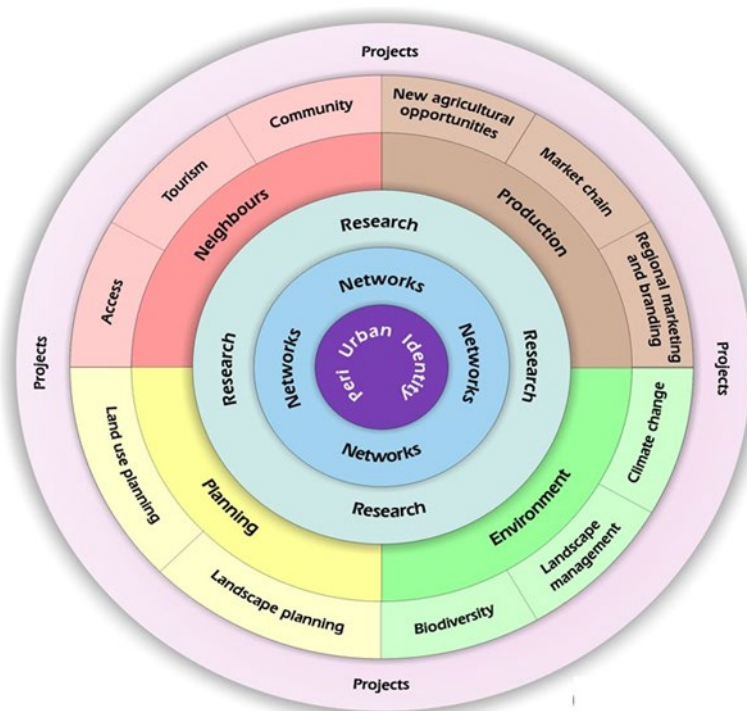 Projects
Community
New agricultural
opportunities
Tourism
Market chain
Neighbours
Production
Access
Regional marketing
and branding
Research
Networks
Projects
Research
Networks
Peri Urban Identity
Networks
Research
Projects
Networks
Research
Land use planning
Planning
Environment
Climate change
Landscape planning
Landscape
management
Biodiversity
Projects